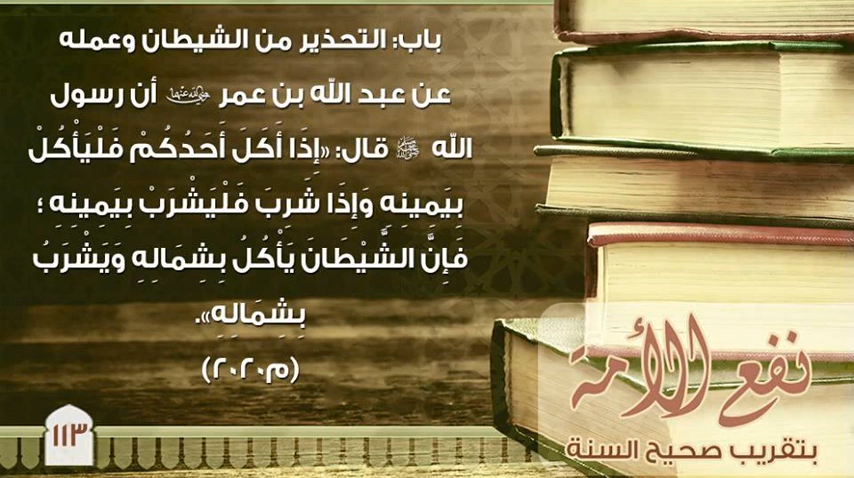 باب: التحذير من الشيطان وعمله
عن عبد الله بن عمر رضي الله عنهما أن رسول
الله ﷺ قال: «إِذَا أَكَلَ أَحَدُكُمْ فَلْيَأْكُلْ
بِيَمِينِهِ وَإِذَا شَرِبَ فَلْيَشْرَبْ بِيَمِينِهِ ؛
فَإِنَّ الشَّيْطَانَ يَأْكُلُ بِشِمَالِهِ وَيَشْرَبُ
بِشِمَالِهِ».
(م٢٠٢٠)
نفع الأمة
بتقريب صحيح السنة
١١٣